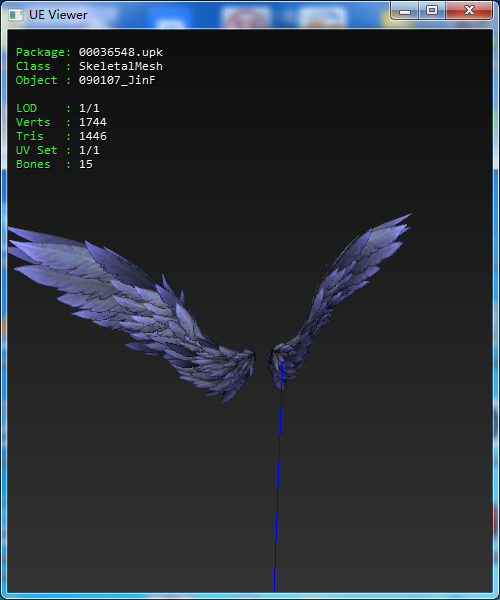 UE Viewer
Package: 00036548.upk
Class : SkeletalMesh
Object : 090107_JinF
LOD : 1/1
Verts : 1744
Tris : 1446
UV Set : 1/1
Bones : 15